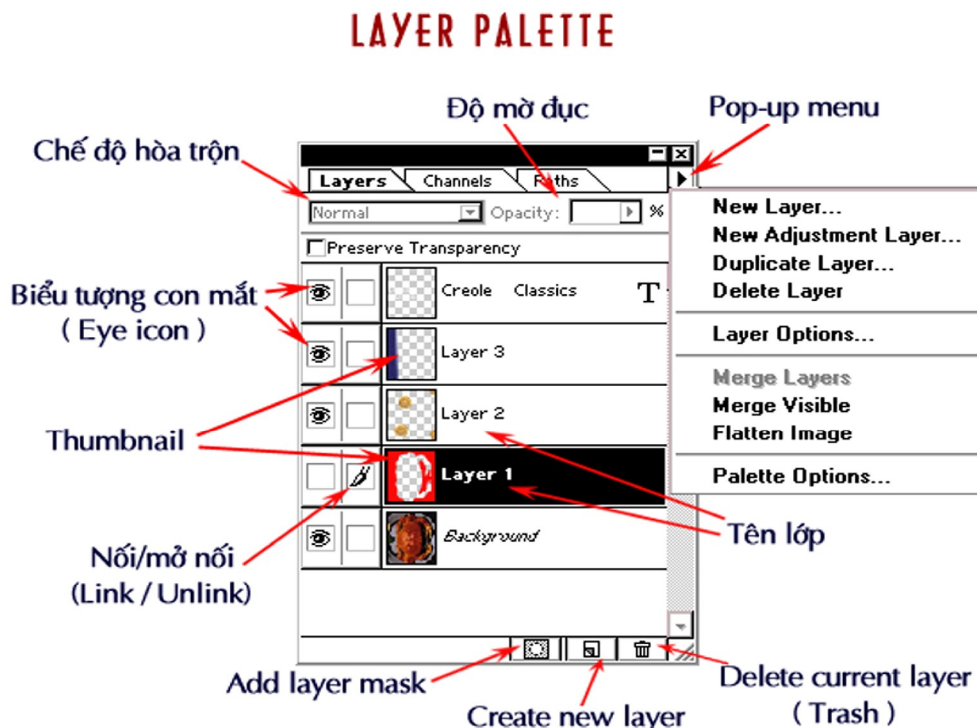 LAYER PALETTE
Độ mờ đục
Pop-up menu
Chế độ hòa trộn
Layers Channels Paths
Normal Opacity: %
Preserve Transparency
New Layer...
New Adjustment Layer...
Duplicate Layer...
Delete Layer
Layer Options...
Merge Layers
Merge Visible
Flatten Image
Palette Options...
Biểu tượng con mắt
( Eye icon )
Creole Classics T
Layer 3
Layer 2
Thumbnail
Layer 1
Background
Tên lớp
Nối/mở nối
(Link / Unlink)
Add layer mask
Create new layer
Delete current layer
( Trash )